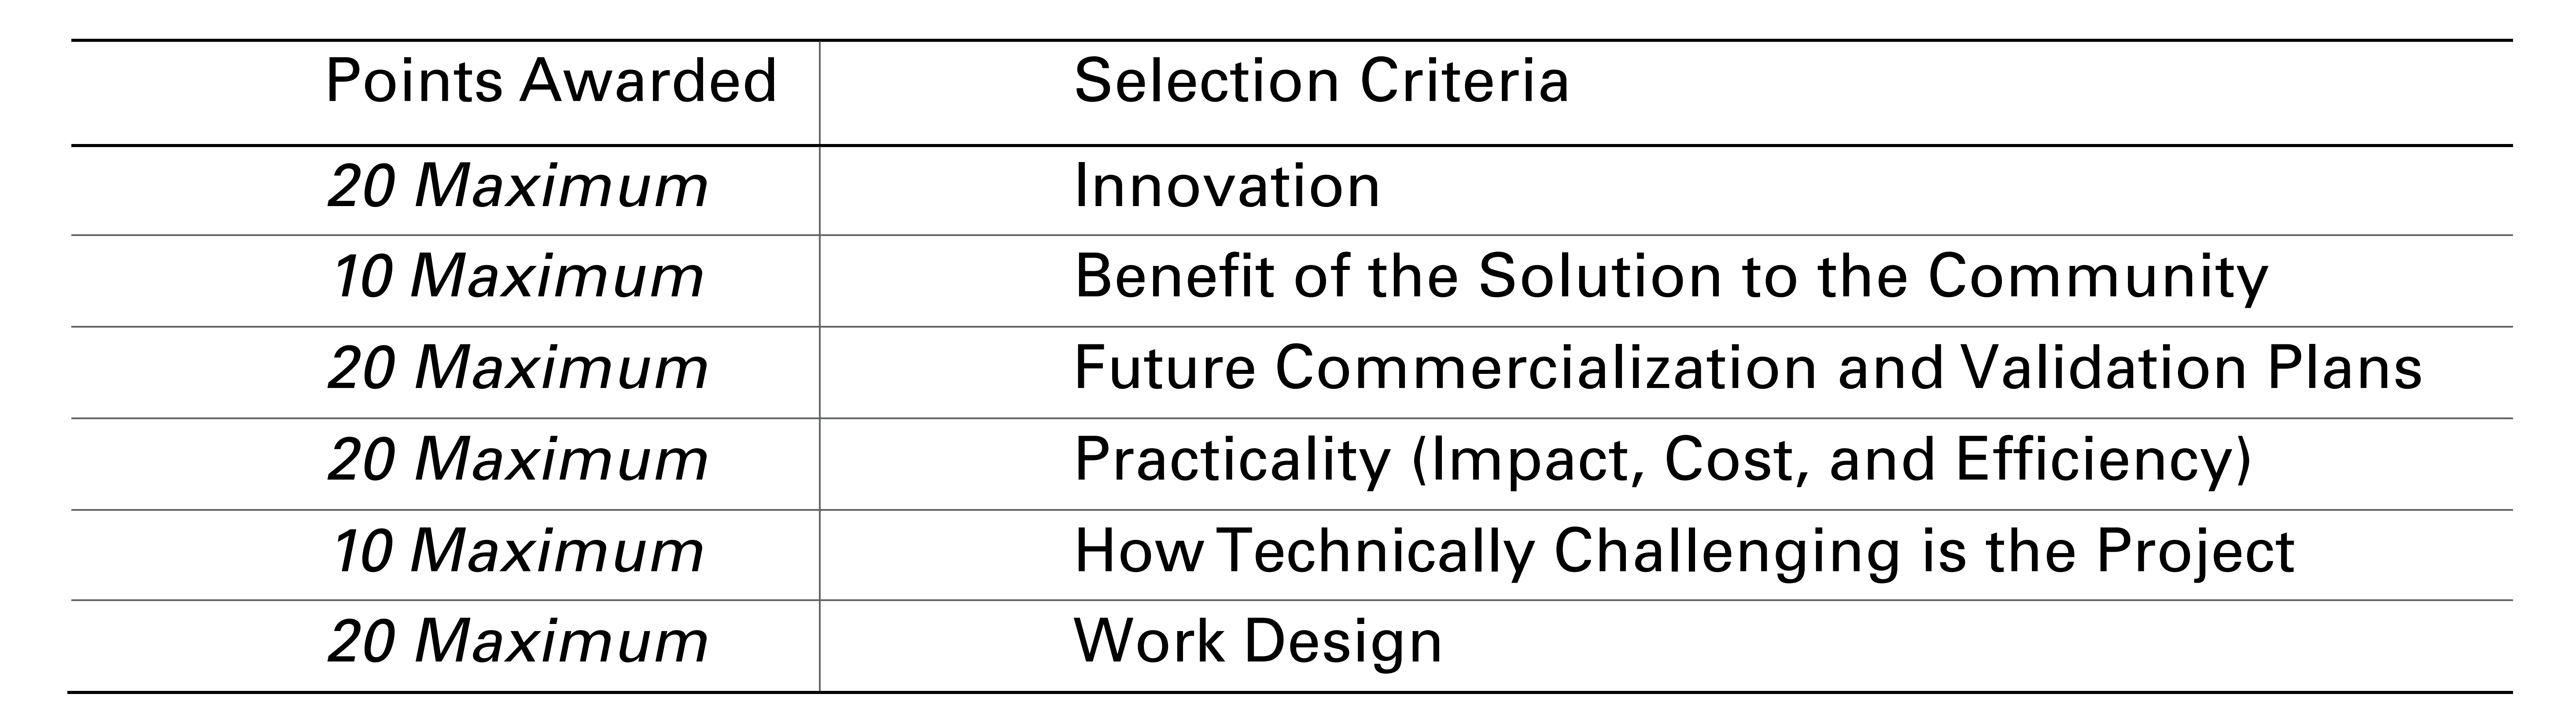 Points Awarded Selection Criteria
20 Maximum Innovation
10 Maximum Benefit of the Solution to the Community
20 Maximum Future Commercialization and Validation Plans
20 Maximum Practicality (Impact, Cost, and Efficiency)
10 Maximum How Technically Challenging is the Project
20 Maximum Work Design